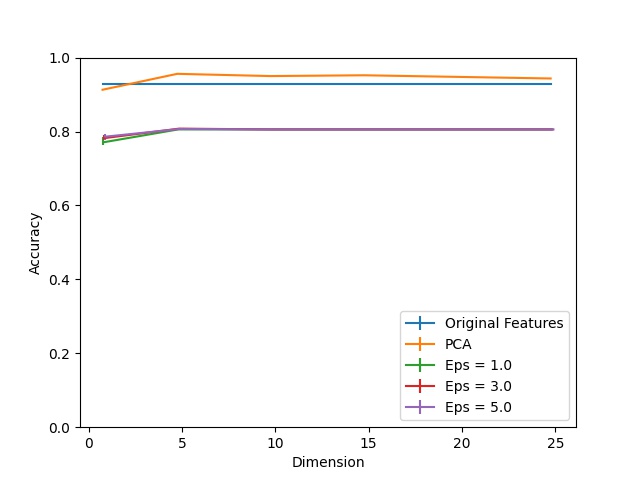 1.0
0.8
0.6
0.4
0.2
0.0
Accuracy
Original Features
PCA
Eps = 1.0
Eps = 3.0
Eps = 5.0
0 5 10 15 20 25
Dimension